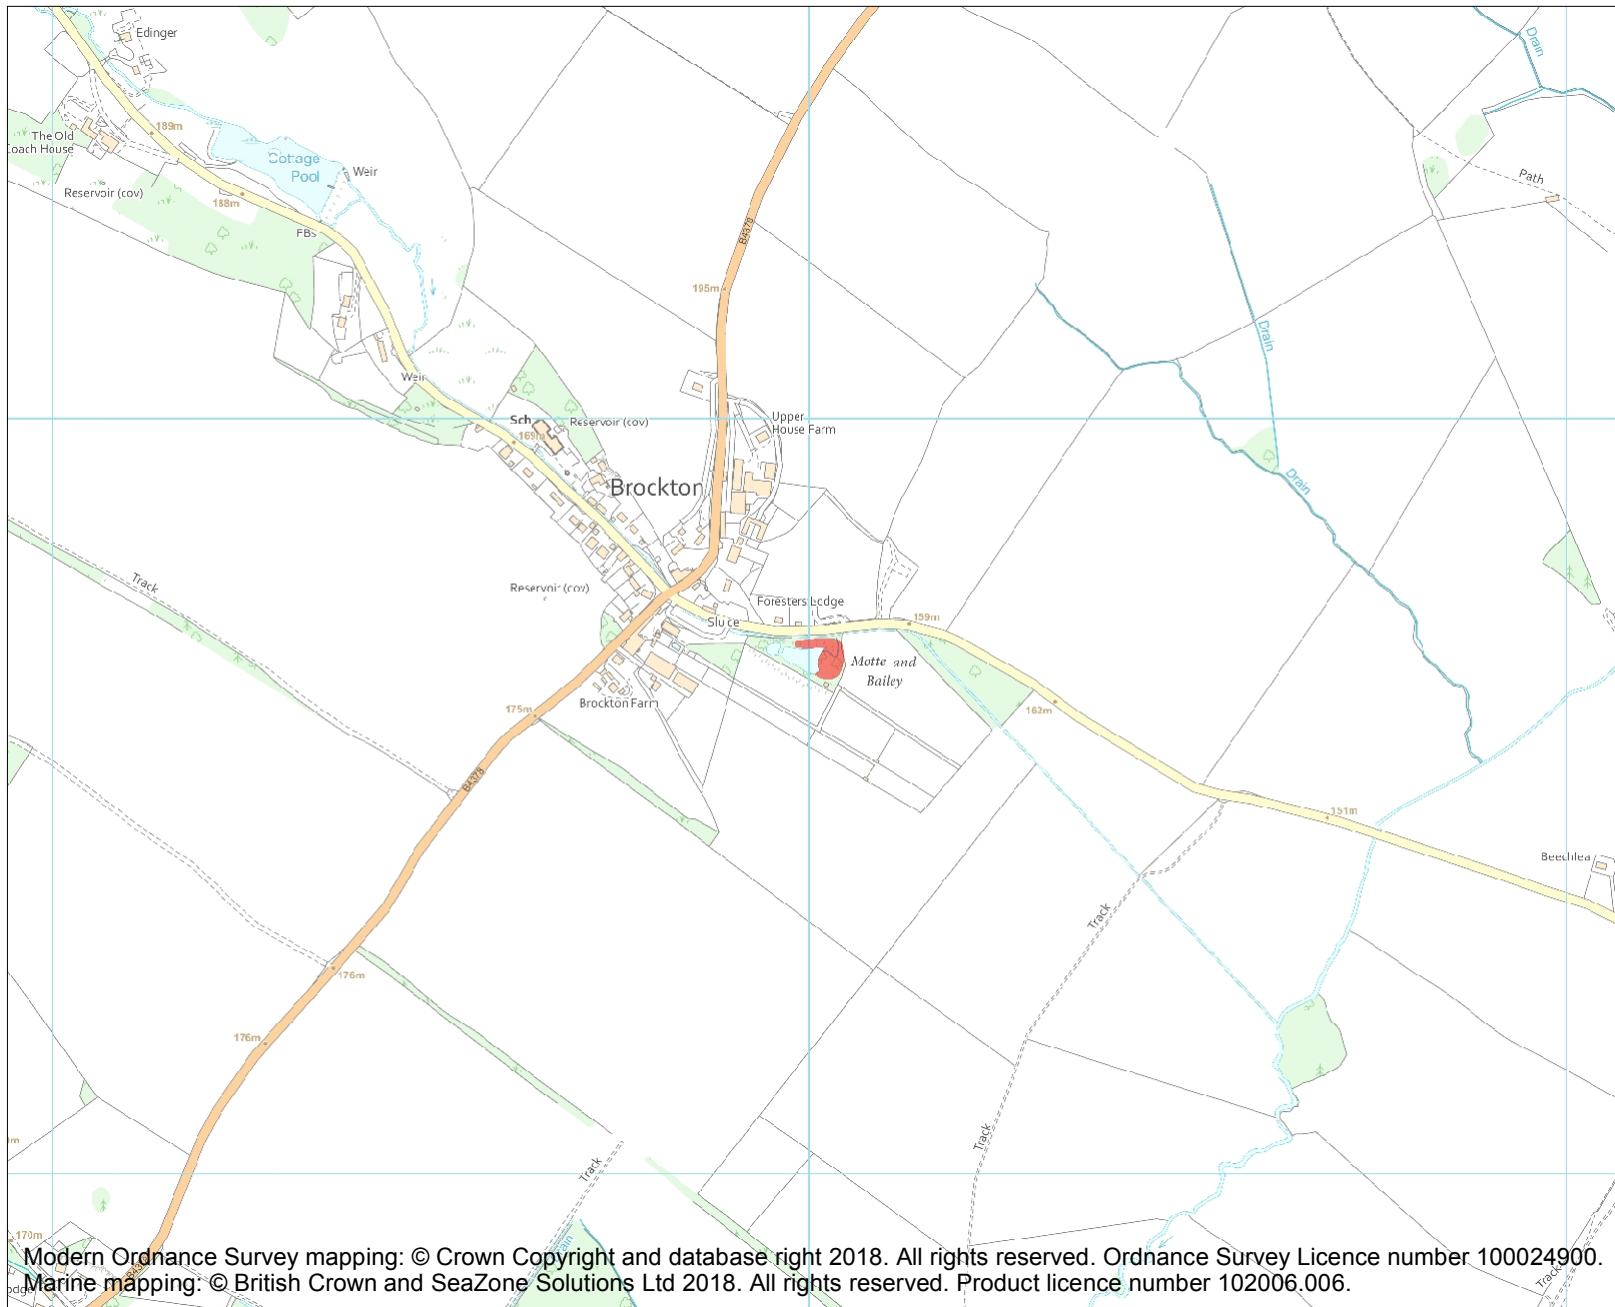 Edinger
Drain
189m
The Old
Coach House
Cottage
Pool
Weir
Path
Reservoir (cov)
188m
FBs
B4378
195m
Drain
Weir
Sch
Reservoir (cov)
169m
Upper
House Farm
Brockton
Drain
Track
Reservoir (cov)
Foresters Lodge
Sluice
159m
Motte and
Bailey
Brockton Farm
175m
162m
B4378
151m
Beechlea
Track
176m
176m
Track
Track
170m
Drain
B4378
Track
Modern Ordnance Survey mapping: © Crown Copyright and database right 2018. All rights reserved. Ordnance Survey Licence number 100024900.
Marine mapping: © British Crown and SeaZone Solutions Ltd 2018. All rights reserved. Product licence number 102006.006.